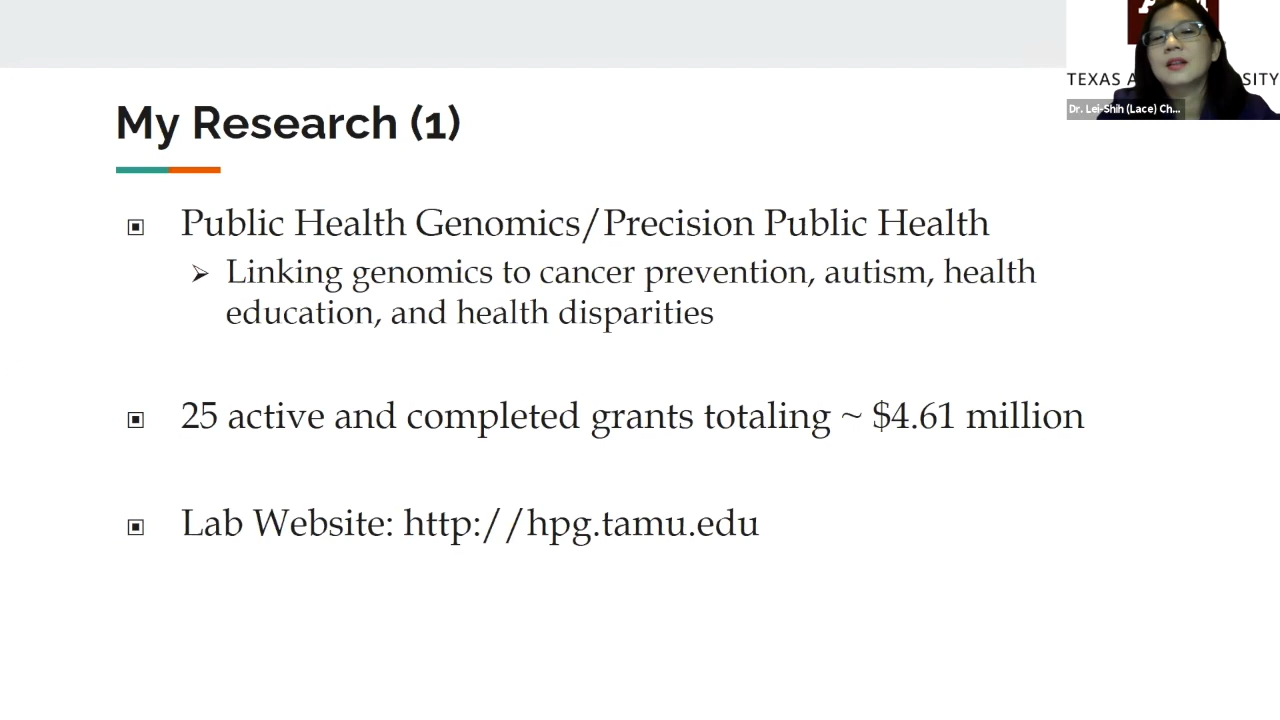 My Research (1)
Public Health Genomics/Precision Public Health
Linking genomics to cancer prevention, autism, health
education, and health disparities
25 active and completed grants totaling ~ $4.61 million
Lab Website: http://hpg.tamu.edu
TEXAS A SITY
Dr. Lei-Shih (Lace) Ch...